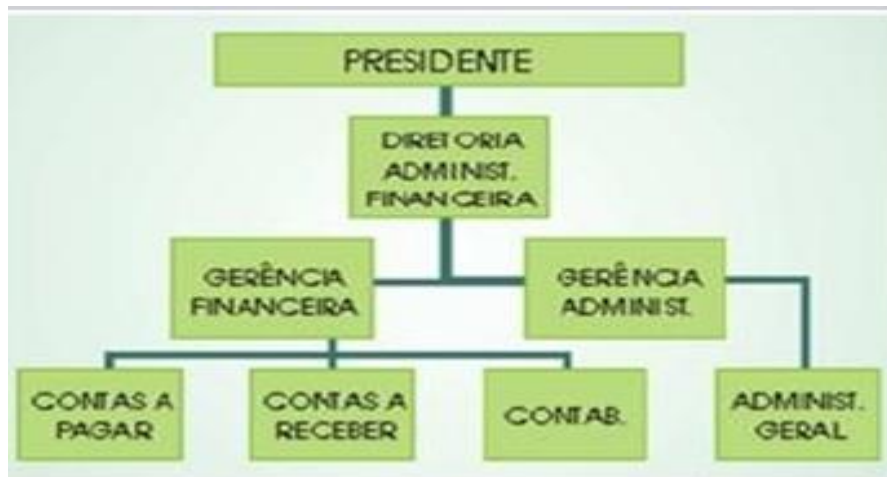 PRESIDENTE
DIRETORIA
ADMINIST.
FINANCEIRA
GERÊNCIA
FINANCEIRA
GERÊNCIA
ADMINIST.
CONTAS A
PAGAR
CONTAS A
RECEBER
CONTAB.
ADMINIST.
GERAL